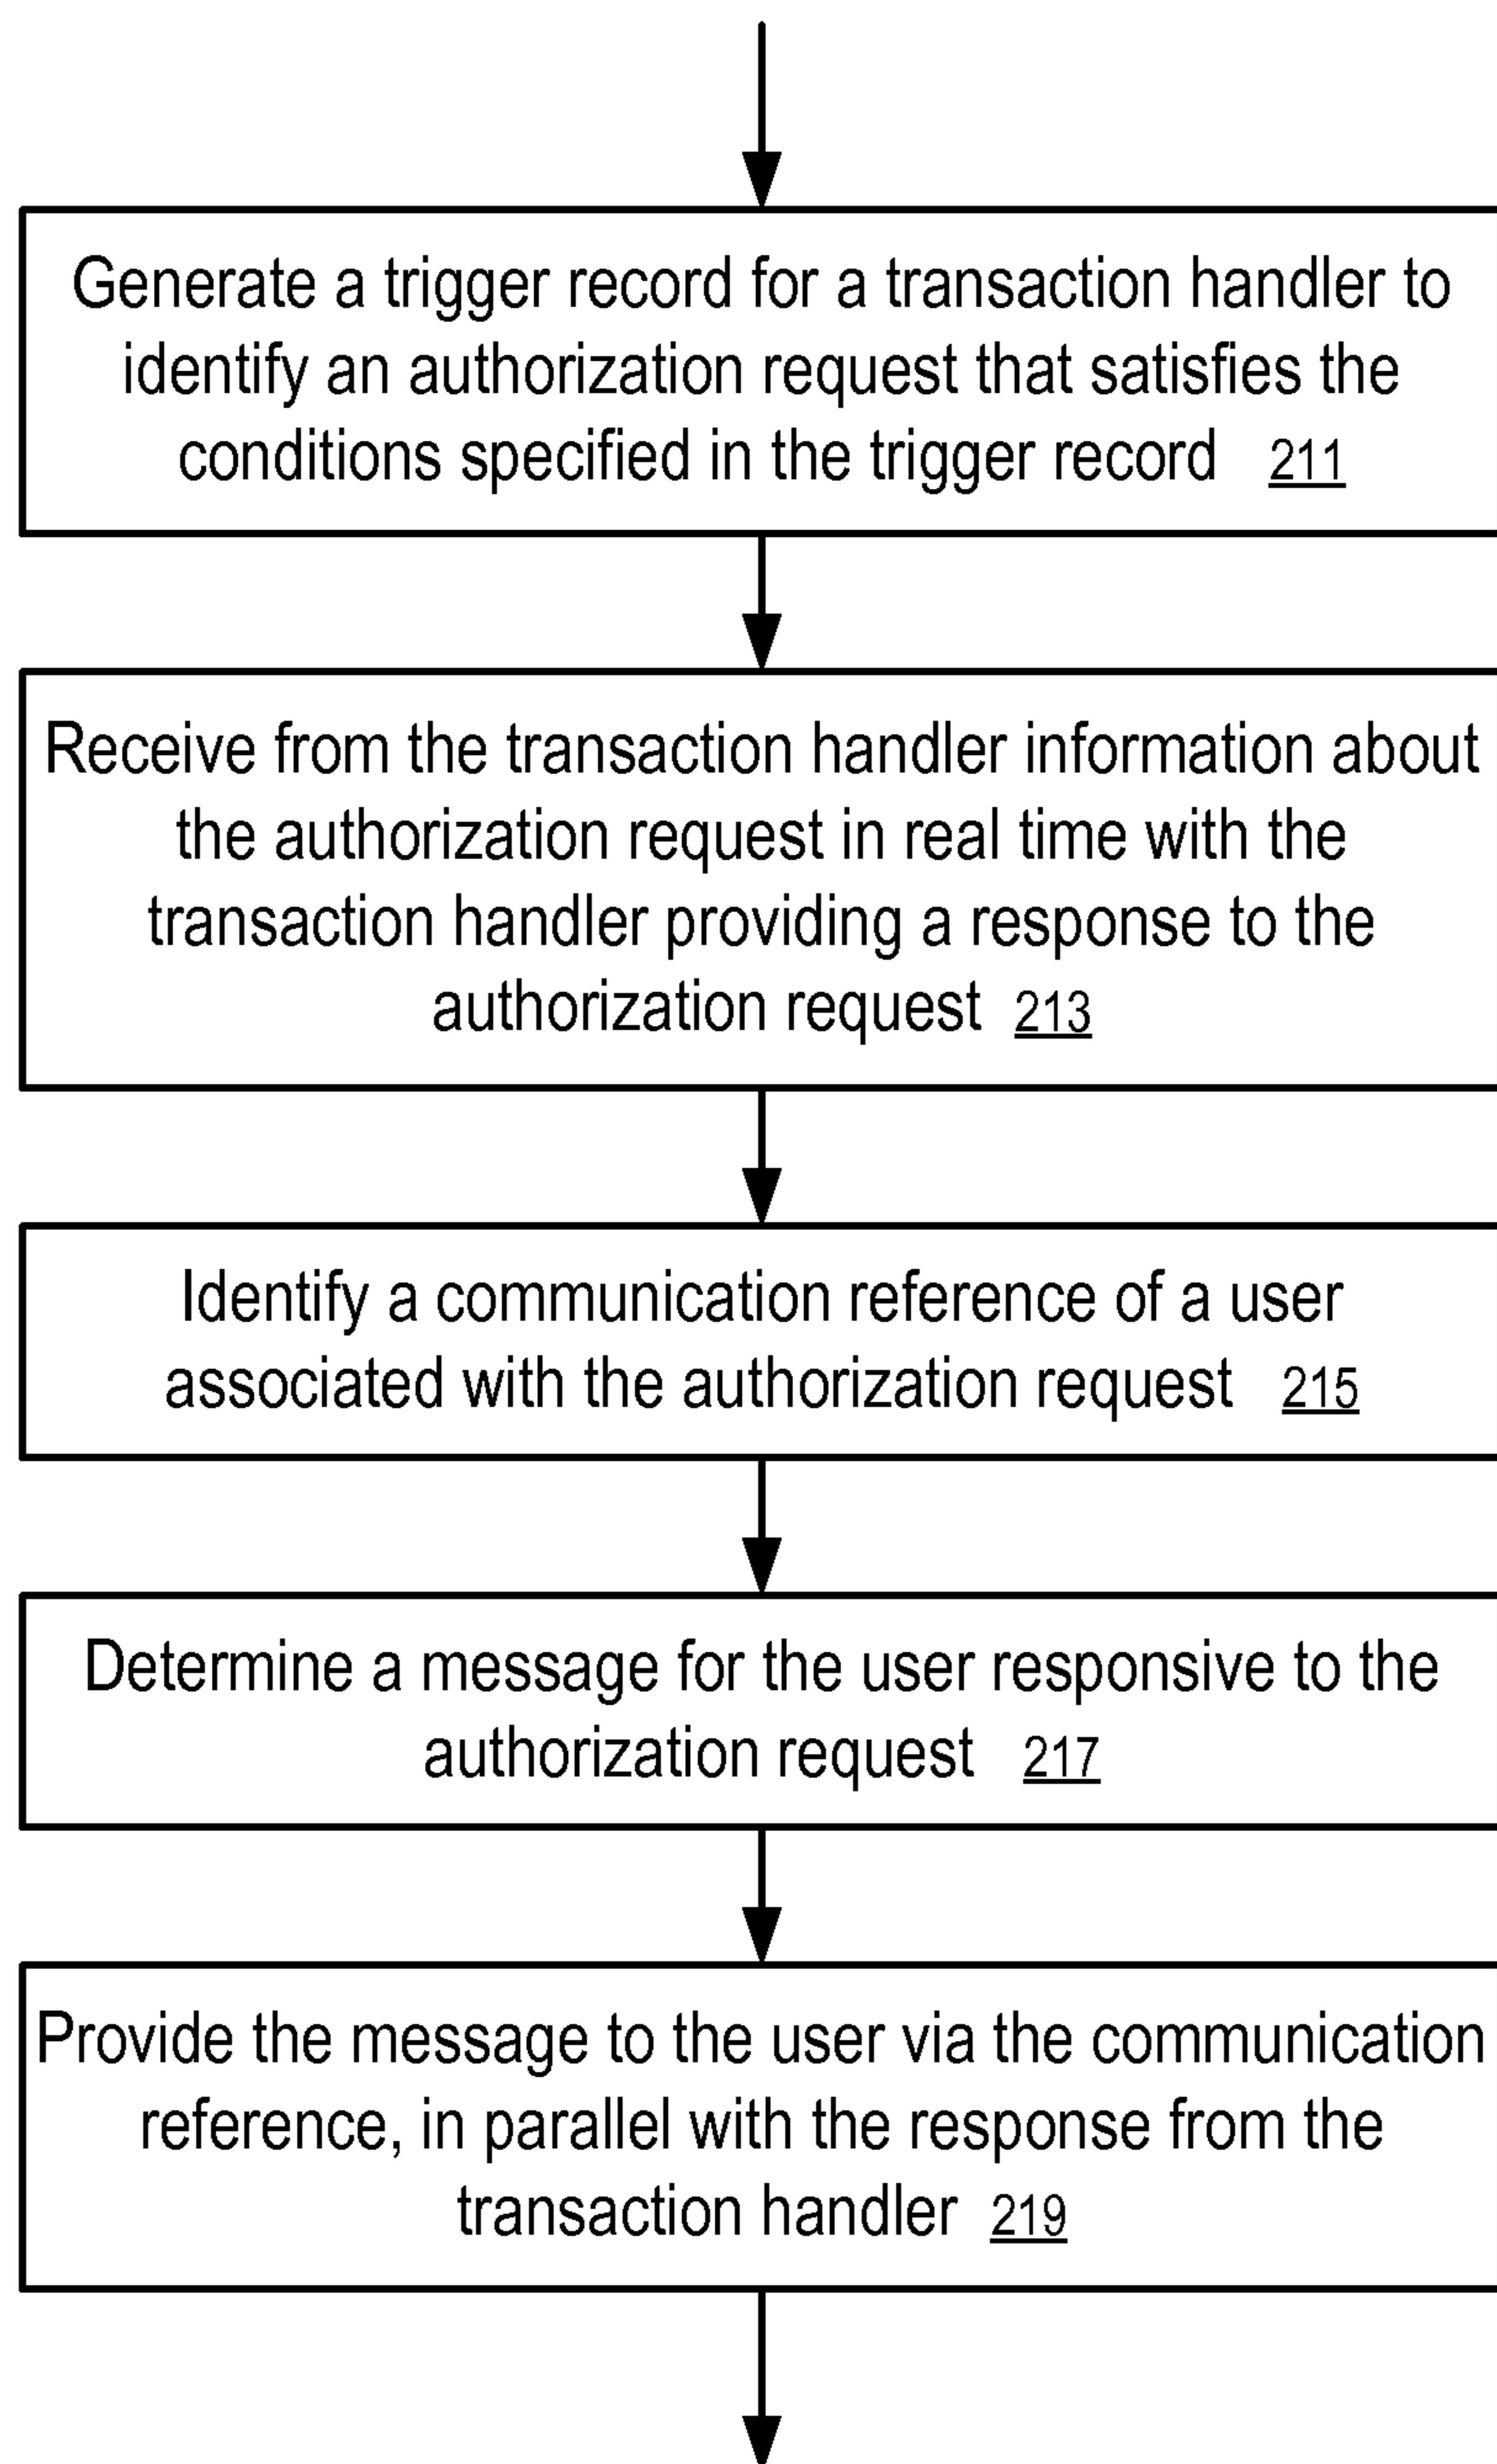 Generate a trigger record for a transaction handler to
identify an authorization request that satisfies the
conditions specified in the trigger record 211
Receive from the transaction handler information about
the authorization request in real time with the
transaction handler providing a response to the
authorization request 213
Identify a communication reference of a user
associated with the authorization request 215
Determine a message for the user responsive to the
authorization request 217
Provide the message to the user via the communication
reference, in parallel with the response from the
transaction handler 219